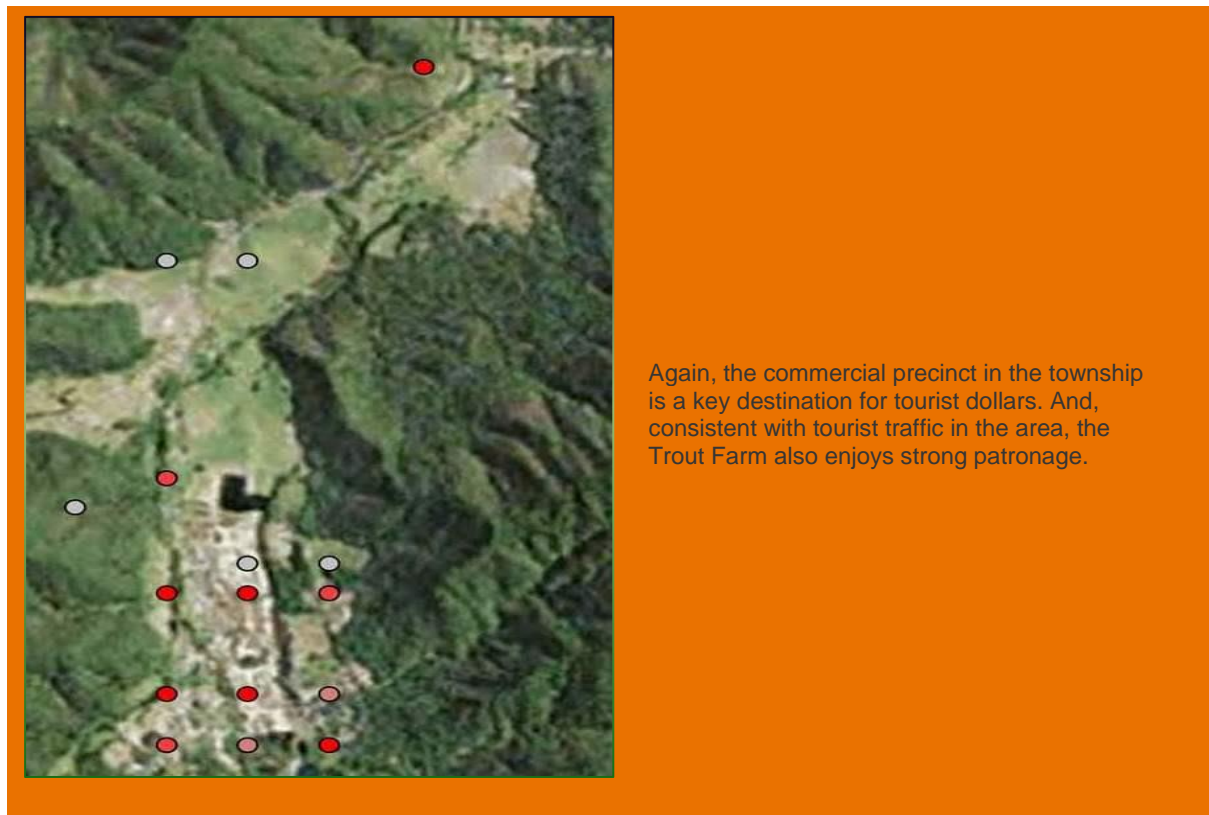 Again, the commercial precinct in the township
is a key destination for tourist dollars. And,
consistent with tourist traffic in the area, the
Trout Farm also enjoys strong patronage.